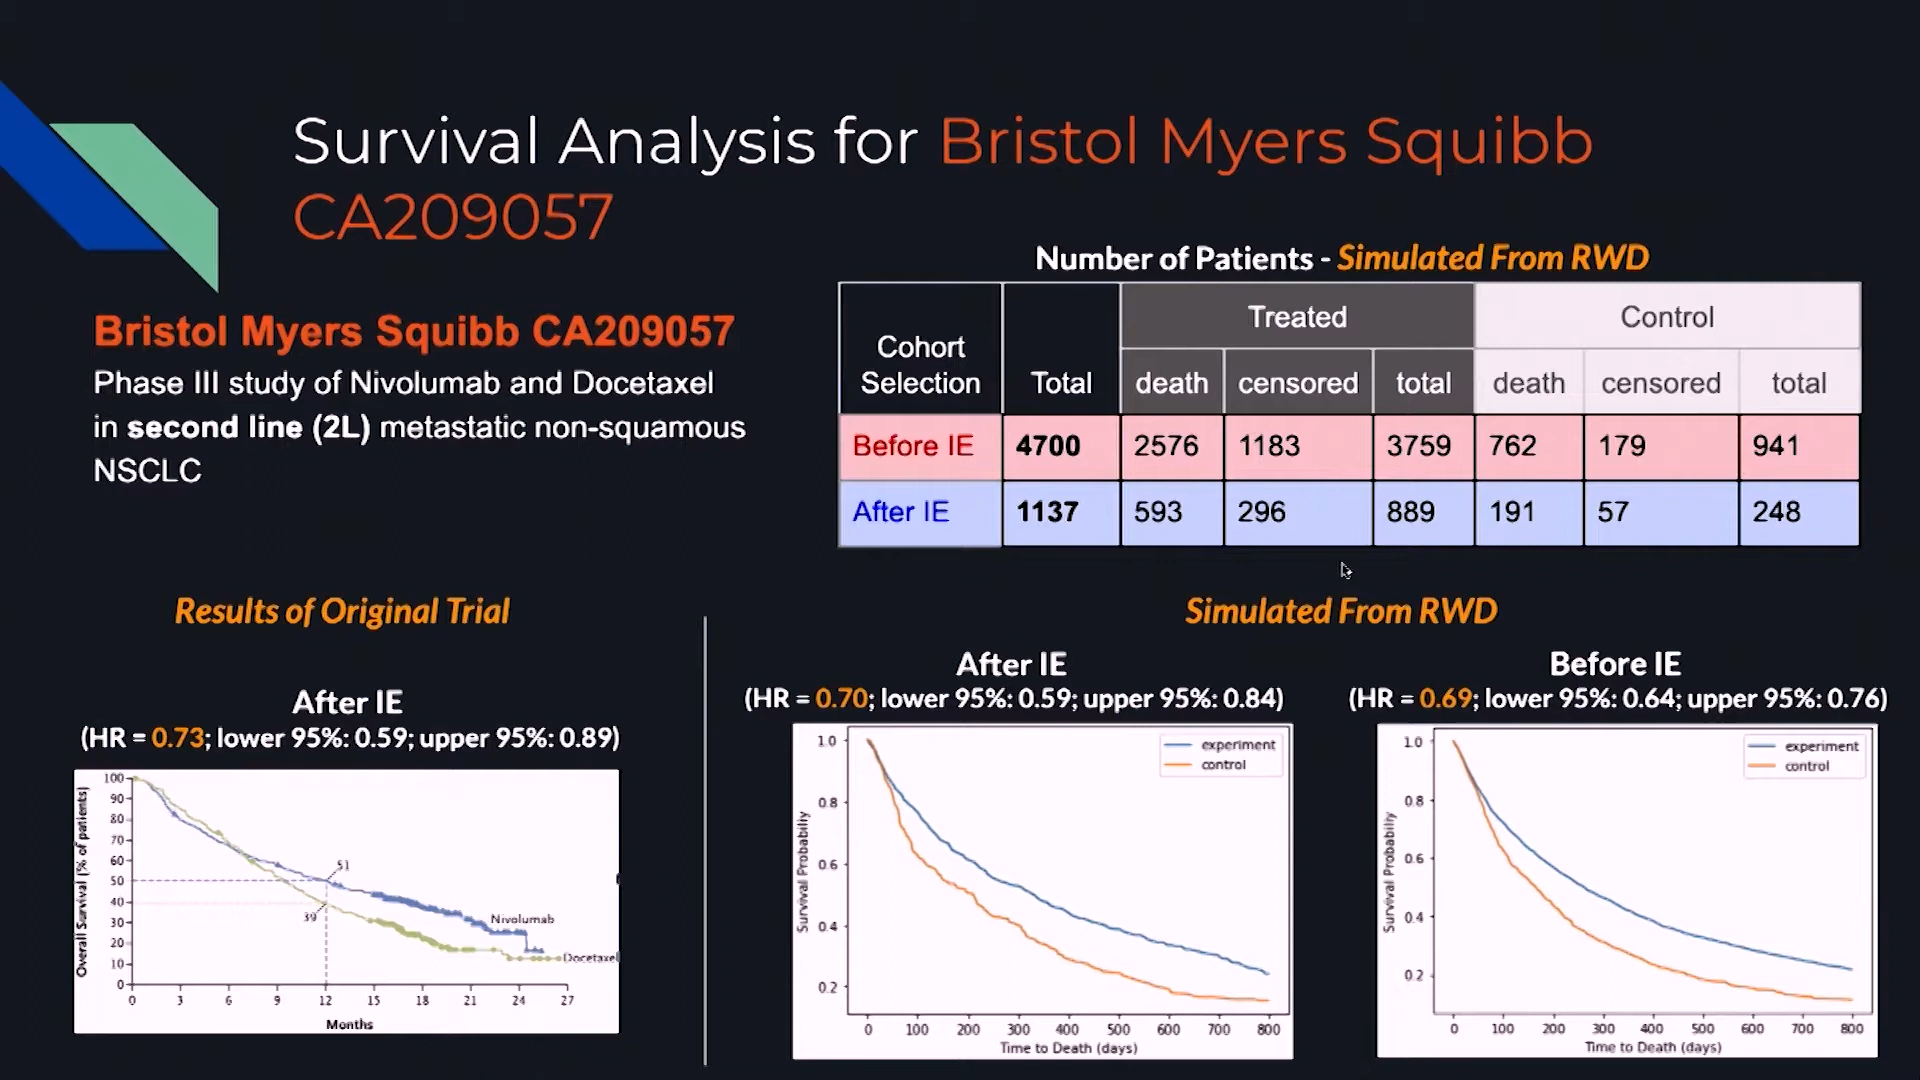 Survival Analysis for Bristol Myers Squibb
CA209057
Bristol Myers Squibb CA209057
Phase III study of Nivolumab and Docetaxel
in second line (2L) metastatic non-squamous
NSCLC
Number of Patients - Simulated From RWD
Cohort Selection Total Treated Control
death censored total death censored total
Before IE 4700 2576 1183 3759 762 179 941
After IE 1137 593 296 889 191 57 248
Results of Original Trial
After IE
(HR = 0.73; lower 95%: 0.59; upper 95%: 0.89)
Overall Survival (% of patients)
100
90
80
70
60
50
40
30
20
10
0
51
39
Nivolumab
Docetaxel
0 3 6 9 12 15 18 21 24 27
Months
Simulated From RWD
After IE
(HR = 0.70; lower 95%: 0.59; upper 95%: 0.84)
experiment
control
Survival Probabiliy
1.0
0.8
0.6
0.4
0.2
0 100 200 300 400 500 600 700 800
Time to Death (days)
Before IE
(HR = 0.69; lower 95%: 0.64; upper 95%: 0.76)
experiment
control
Survival Probabiliy
1.0
0.8
0.6
0.4
0.2
0 100 200 300 400 500 600 700 800
Time to Death (days)